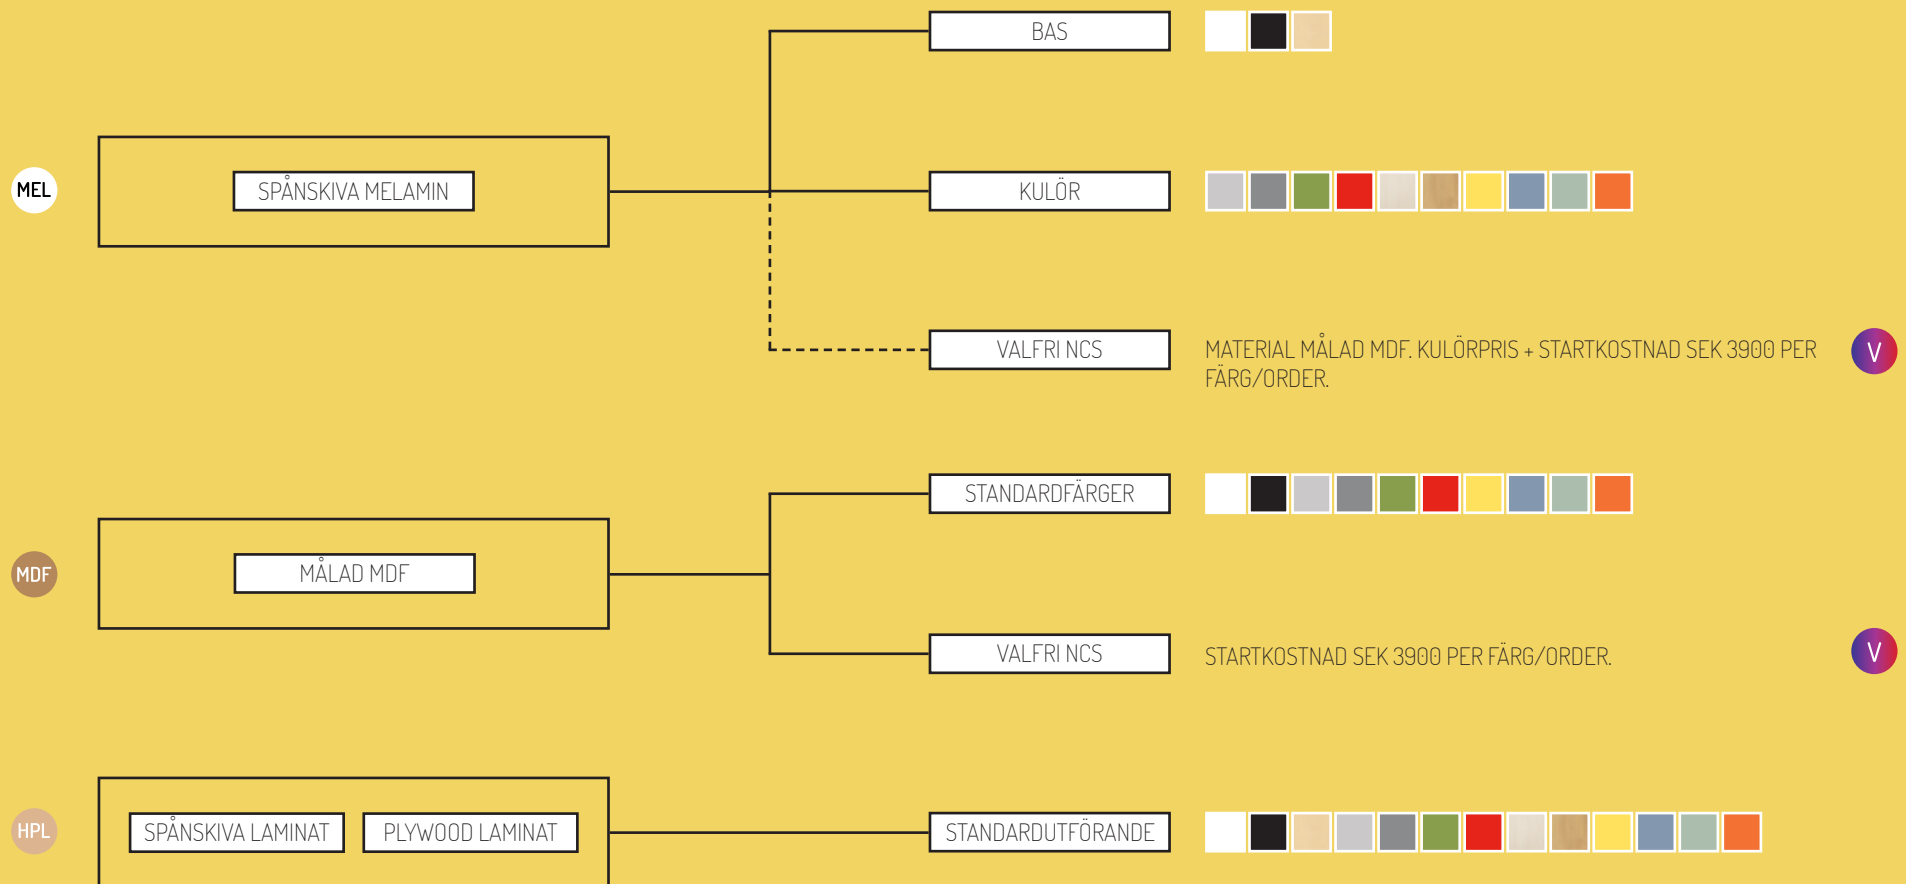 BAS
MEL
SPÅNSKIVA MELAMIN
KULÖR
VALFRI NCS
MATERIAL MÅLAD MDF. KULÖRPRIS + STARTKOSTNAD SEK 3900 PER
FÄRG/ORDER.
V
STANDARDFÄRGER
MDF
MÅLAD MDF
VALFRI NCS
STARTKOSTNAD SEK 3900 PER FÄRG/ORDER.
V
HPL
SPÅNSKIVA LAMINAT
PLYWOOD LAMINAT
STANDARDUTFÖRANDE